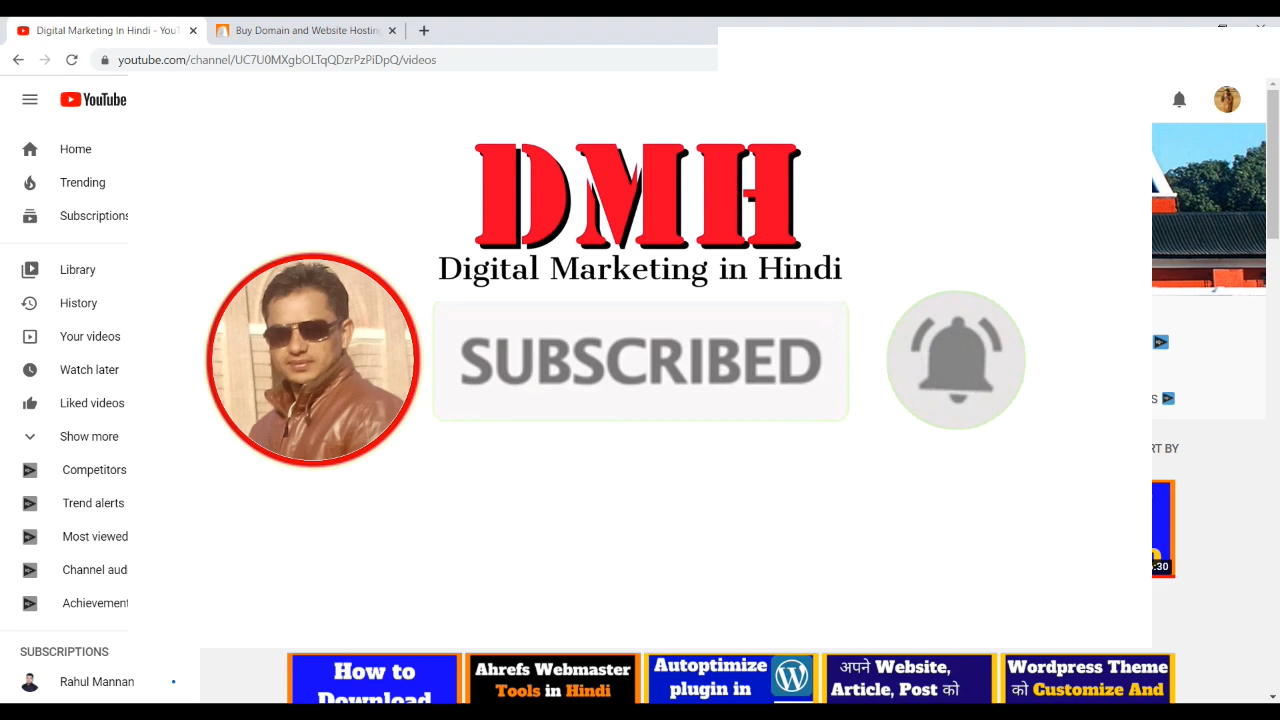 Digital Marketing In Hindi - YouT
Buy Domain and Website Hosting
youtube.com/channel/UC7U0MXgbOLTqQDzrPzPiDpQ/videos
YouTube
Home
Trending
Subscriptions
Library
History
Your videos
Watch later
Liked videos
Show more
Competitors
Trend alerts
Most viewed
Channel aud
Achievement
SUBSCRIPTIONS
Rahul Mannan
DMH
Digital Marketing in Hindi
SUBSCRIBED
A
S
RT BY
:30
How to
Download
Ahrefs Webmaster
Tools in Hindi
Autoptimize
plugin in
अपने Website,
Article, Post को
Wordpress Theme
को Customize And